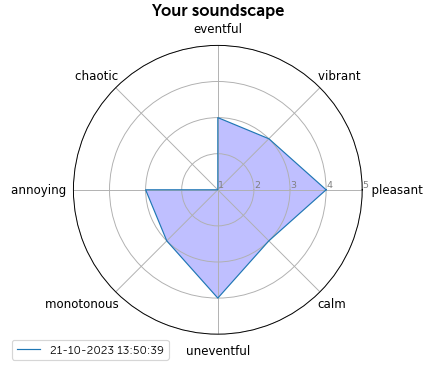 Your soundscape
eventful
chaotic
vibrant
annoying
1 2 3 4 5
pleasant
monotonous
calm
21-10-2023 13:50:39
uneventful